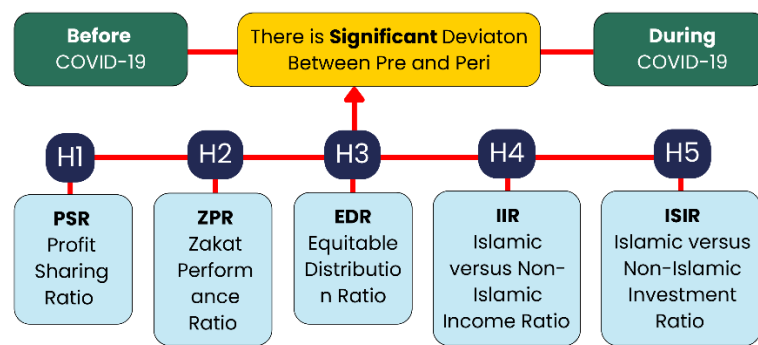 Before
COVID-19
There is Significant Deviaton
Between Pre and Peri
During
COVID-19
H1
H2
H3
H4
H5
PSR
Profit
Sharing
Ratio
ZPR
Zakat
Perform
ance
Ratio
EDR
Equitable
Distributio
n Ratio
IIR
Islamic
versus Non-
Islamic
Income Ratio
ISIR
Islamic versus
Non-Islamic
Investment
Ratio